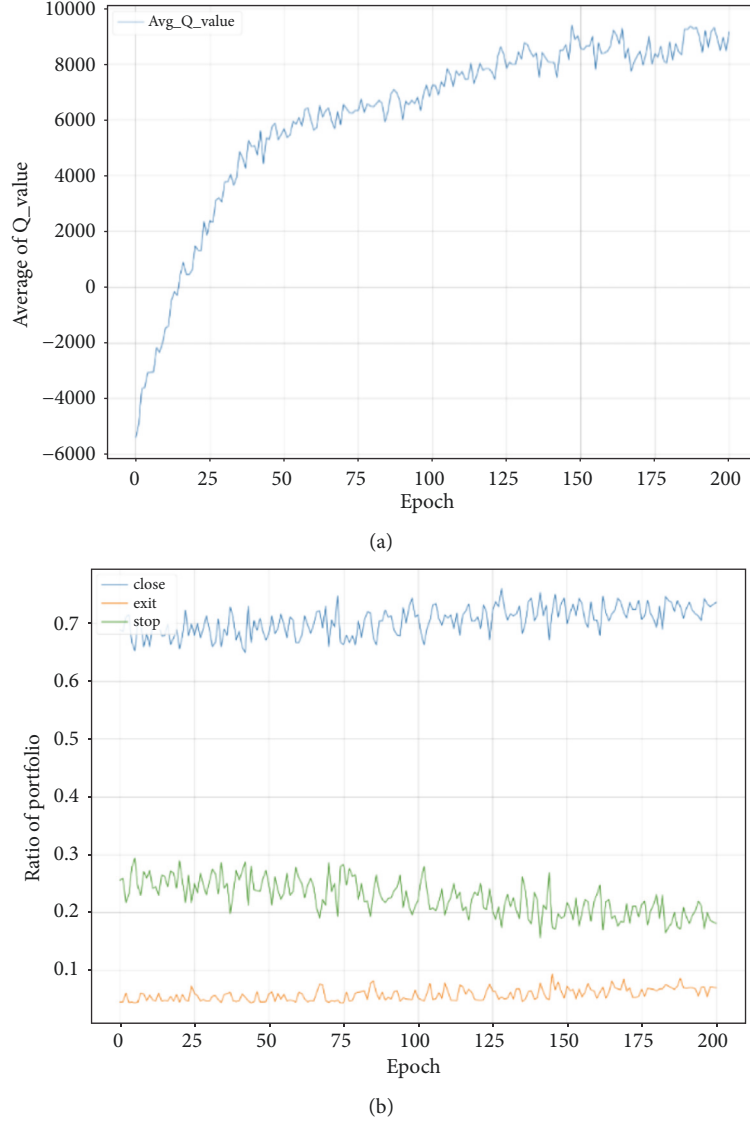 10000
Avg_Q_value
8000
6000
4000
2000
0
−2000
−4000
−6000
Average of Q_value
0 25 50 75 100 125 150 175 200
Epoch
(a)
close
exit
stop
0.7
0.6
0.5
0.4
0.3
0.2
0.1
Ratio of portfolio
0 25 50 75 100 125 150 175 200
Epoch
(b)